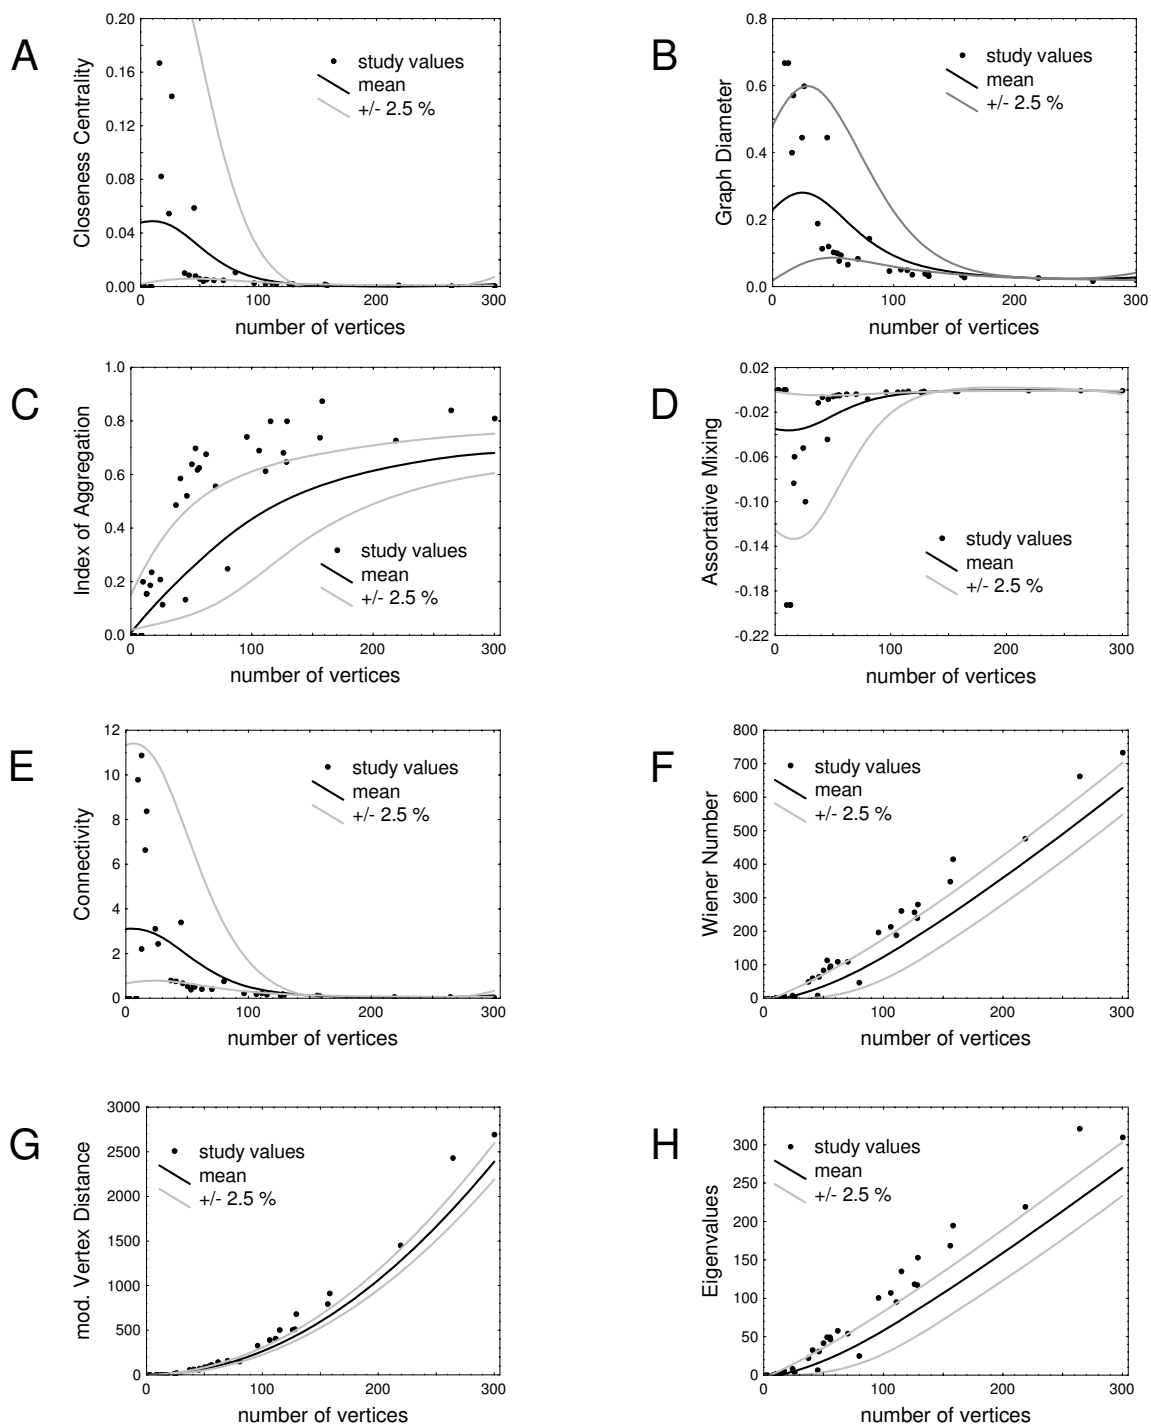 A
Closeness Centrality
0.20
0.16
0.12
0.08
0.04
0.00
study values
mean
+/- 2.5 %
0
100
200
300
number of vertices
B
Graph Diameter
0.8
0.6
0.4
0.2
0.0
study values
mean
+/- 2.5 %
0
100
200
300
number of vertices
C
Index of Aggregation
1.0
0.8
0.6
0.4
0.2
0.0
study values
mean
+/- 2.5 %
0
100
200
300
number of vertices
D
Assortative Mixing
0.02
-0.02
-0.06
-0.10
-0.14
-0.18
-0.22
study values
mean
+/- 2.5 %
0
100
200
300
number of vertices
E
Connectivity
12
10
8
6
4
2
0
study values
mean
+/- 2.5 %
0
100
200
300
number of vertices
F
Wiener Number
800
700
600
500
400
300
200
100
0
study values
mean
+/- 2.5 %
0
100
200
300
number of vertices
G
mod. Vertex Distance
3000
2500
2000
1500
1000
500
0
study values
mean
+/- 2.5 %
0
100
200
300
number of vertices
H
Eigenvalues
300
250
200
150
100
50
0
study values
mean
+/- 2.5 %
0
100
200
300
number of vertices